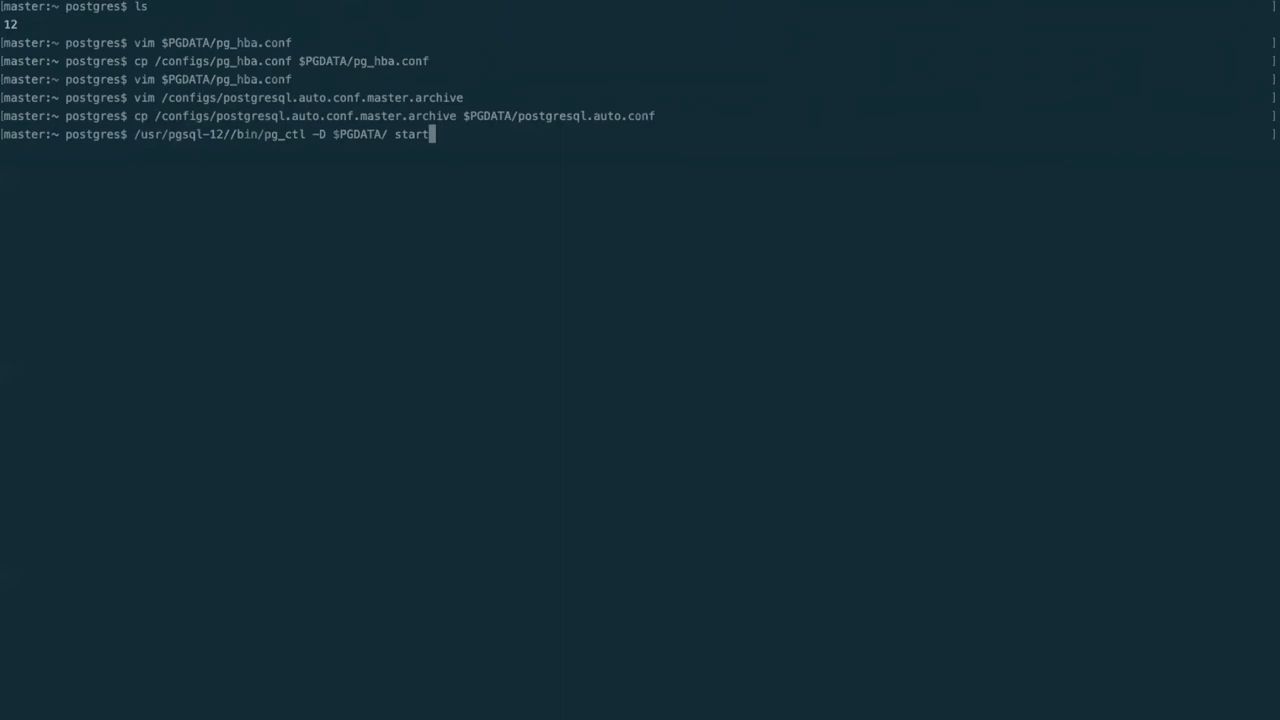 [master:~ postgres$ ls ]
12
[master:~ postgres$ vim $PGDATA/pg_hba.conf ]
[master:~ postgres$ cp /configs/pg_hba.conf $PGDATA/pg_hba.conf ]
[master:~ postgres$ vim $PGDATA/pg_hba.conf ]
[master:~ postgres$ vim /configs/postgresql.auto.conf.master.archive ]
[master:~ postgres$ cp /configs/postgresql.auto.conf.master.archive $PGDATA/postgresql.auto.conf ]
[master:~ postgres$ /usr/pgsql-12//bin/pg_ctl -D $PGDATA/ start ]